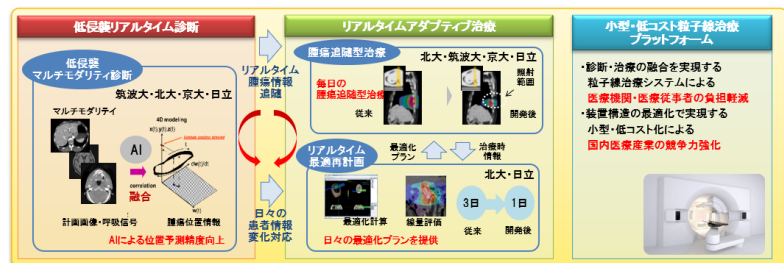 低侵襲リアルタイム診断
低侵襲
マルチモダリティ診断
筑波大・北大・京大・日立
マルチモダリティ
AI
4D modeling
x(t),y(t),z(t)
dw(t)/dt
w(t)
correlation
融合
計画画像・呼吸信号
腫瘍位置情報
AIによる位置予測精度向上
リアルタイム
腫瘍情報
追随
日々の
患者情報
変化対応
リアルタイムアダプティブ治療
腫瘍追随型治療
北大・筑波大・京大・日立
毎日の
腫瘍追随型治療
照射
範囲
従来
開発後
最適化
プラン
治療時
情報
リアルタイム
最適再計画
北大・日立
最適化計算
線量評価
3日
1日
従来
開発後
日々の最適化プランを提供
小型・低コスト粒子線治療
プラットフォーム
・診断・治療の融合を実現する
粒子線治療システムによる
医療機関・医療従事者の負担軽減
・装置構造の最適化で実現する
小型・低コスト化による
国内医療産業の競争力強化